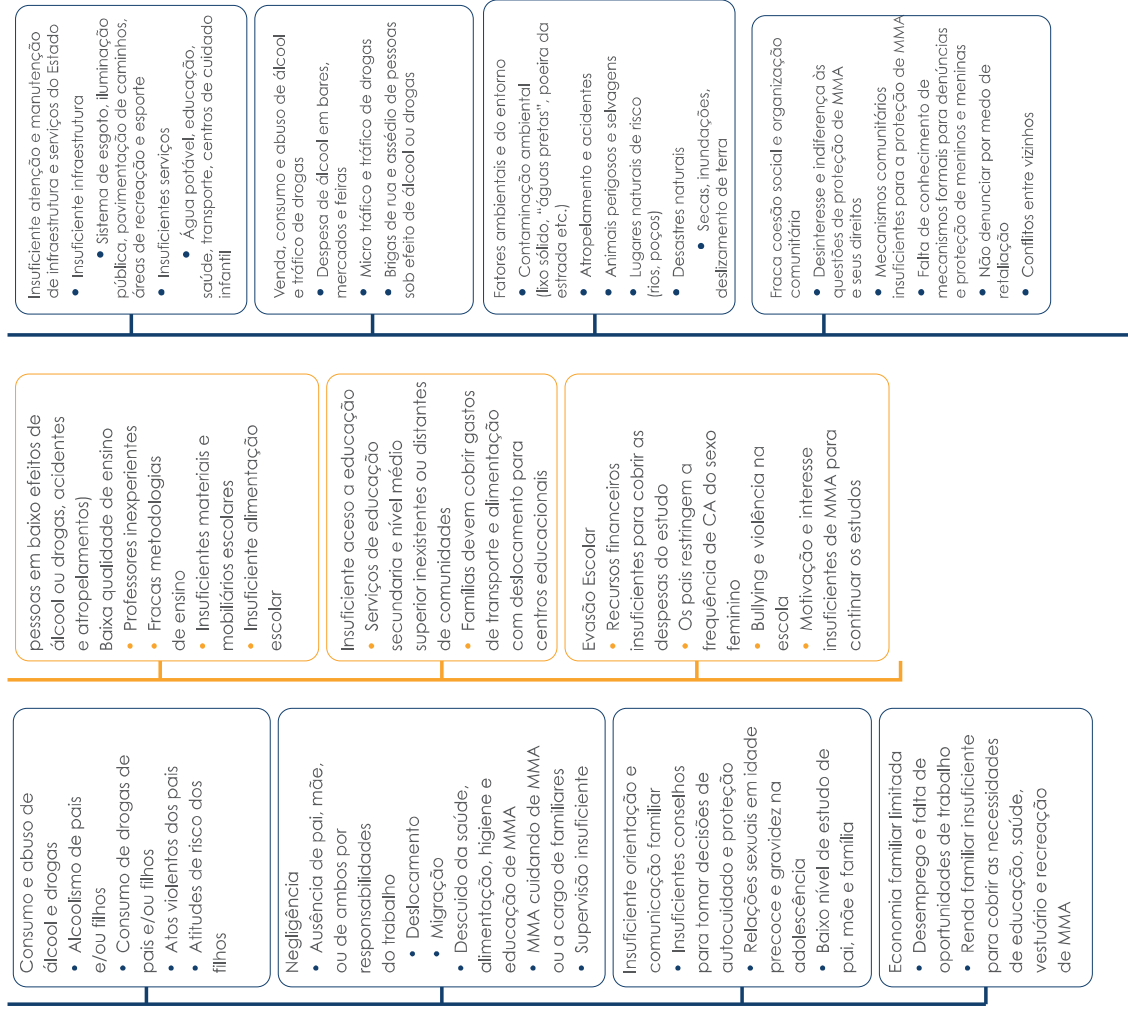 Consumo e abuso de
álcool e drogas
• Alcoolismo de pais
e/ou fillhos
• Consumo de drogas de
pais e/ou filhos
• Atos violentos dos pais
• Atitudes de risco dos
filhos
Negligência
• Ausência de pai, mãe,
ou de ambos por
responsabilidades
do trabalho
• Deslocamento
• Migração
• Descuido da saúde,
alimentação, higiene e
educação de MMA
• MMA cuidando de MMA
ou a cargo de familiares
• Supervisão insuficiente
Insuficiente orientação e
comunicação familiar
• Insuficientes conselhos
para tomar decisões de
autocuidado e proteção
• Relações sexuais em idade
precoce e gravidez na
adolescência
• Baixo nível de estudo de
pai, mãe e família
Economia familiar limitada
• Desemprego e falta de
oportunidades de trabalho
• Renda familiar insuficiente
para cobrir as necessidades
de educação, saúde,
vestuário e recreação
de MMA
pessoas em baixo efeitos de
álcool ou drogas, acidentes
e atropelamentos)
Baixa qualidade de ensino
• Professores inexperientes
• Fracas metodologias
de ensino
• Insuficientes materiais e
mobiliários escolares
• Insuficiente alimentação
escolar
Insuficiente aceso a educação
• Serviços de educação
secundaria e nível médio
superior inexistentes ou distantes
de comunidades
• Famílias devem cobrir gastos
de transporte e alimentação
com deslocamento para
centros educacionais
Evasão Escolar
• Recursos financeiros
insuficientes para cobrir as
despesas do estudo
• Os pais restringem a
frequência de CA do sexo
feminino
• Bullying e violência na
escola
• Motivação e interesse
insuficientes de MMA para
continuar os estudos
Insuficiente atenção e manutenção
de infraestrutura e serviços do Estado
• Insuficiente infraestrutura
• Sistema de esgoto, iluminação
pública, pavimentação de caminhos,
áreas de recreação e esporte
• Insuficientes serviços
• Água potável, educação,
saúde, transporte, centros de cuidado
infantil
Venda, consumo e abuso de álcool
e tráfico de drogas
• Despesa de álcool em bares,
mercados e feiras
• Micro tráfico e tráfico de drogas
• Brigas de rua e assédio de pessoas
sob efeito de álcool ou drogas
Fatores ambientais e do entorno
• Contaminação ambiental
(lixo sólido, “águas pretas”, poeira da
estrada etc.)
• Atropelamento e acidentes
• Animais perigosos e selvagens
• Lugares naturais de risco
(rios, poços)
• Desastres naturais
• Secas, inundações,
deslizamento de terra
Fraca coesão social e organização
comunitária
• Desinteresse e indiferença às
questões de proteção de MMA
e seus direitos
• Mecanismos comunitários
insuficientes para a proteção de MMA
• Falta de conhecimento de
mecanismos formais para denúncias
e proteção de meninos e meninas
• Não denunciar por medo de
retaliação
• Conflitos entre vizinhos